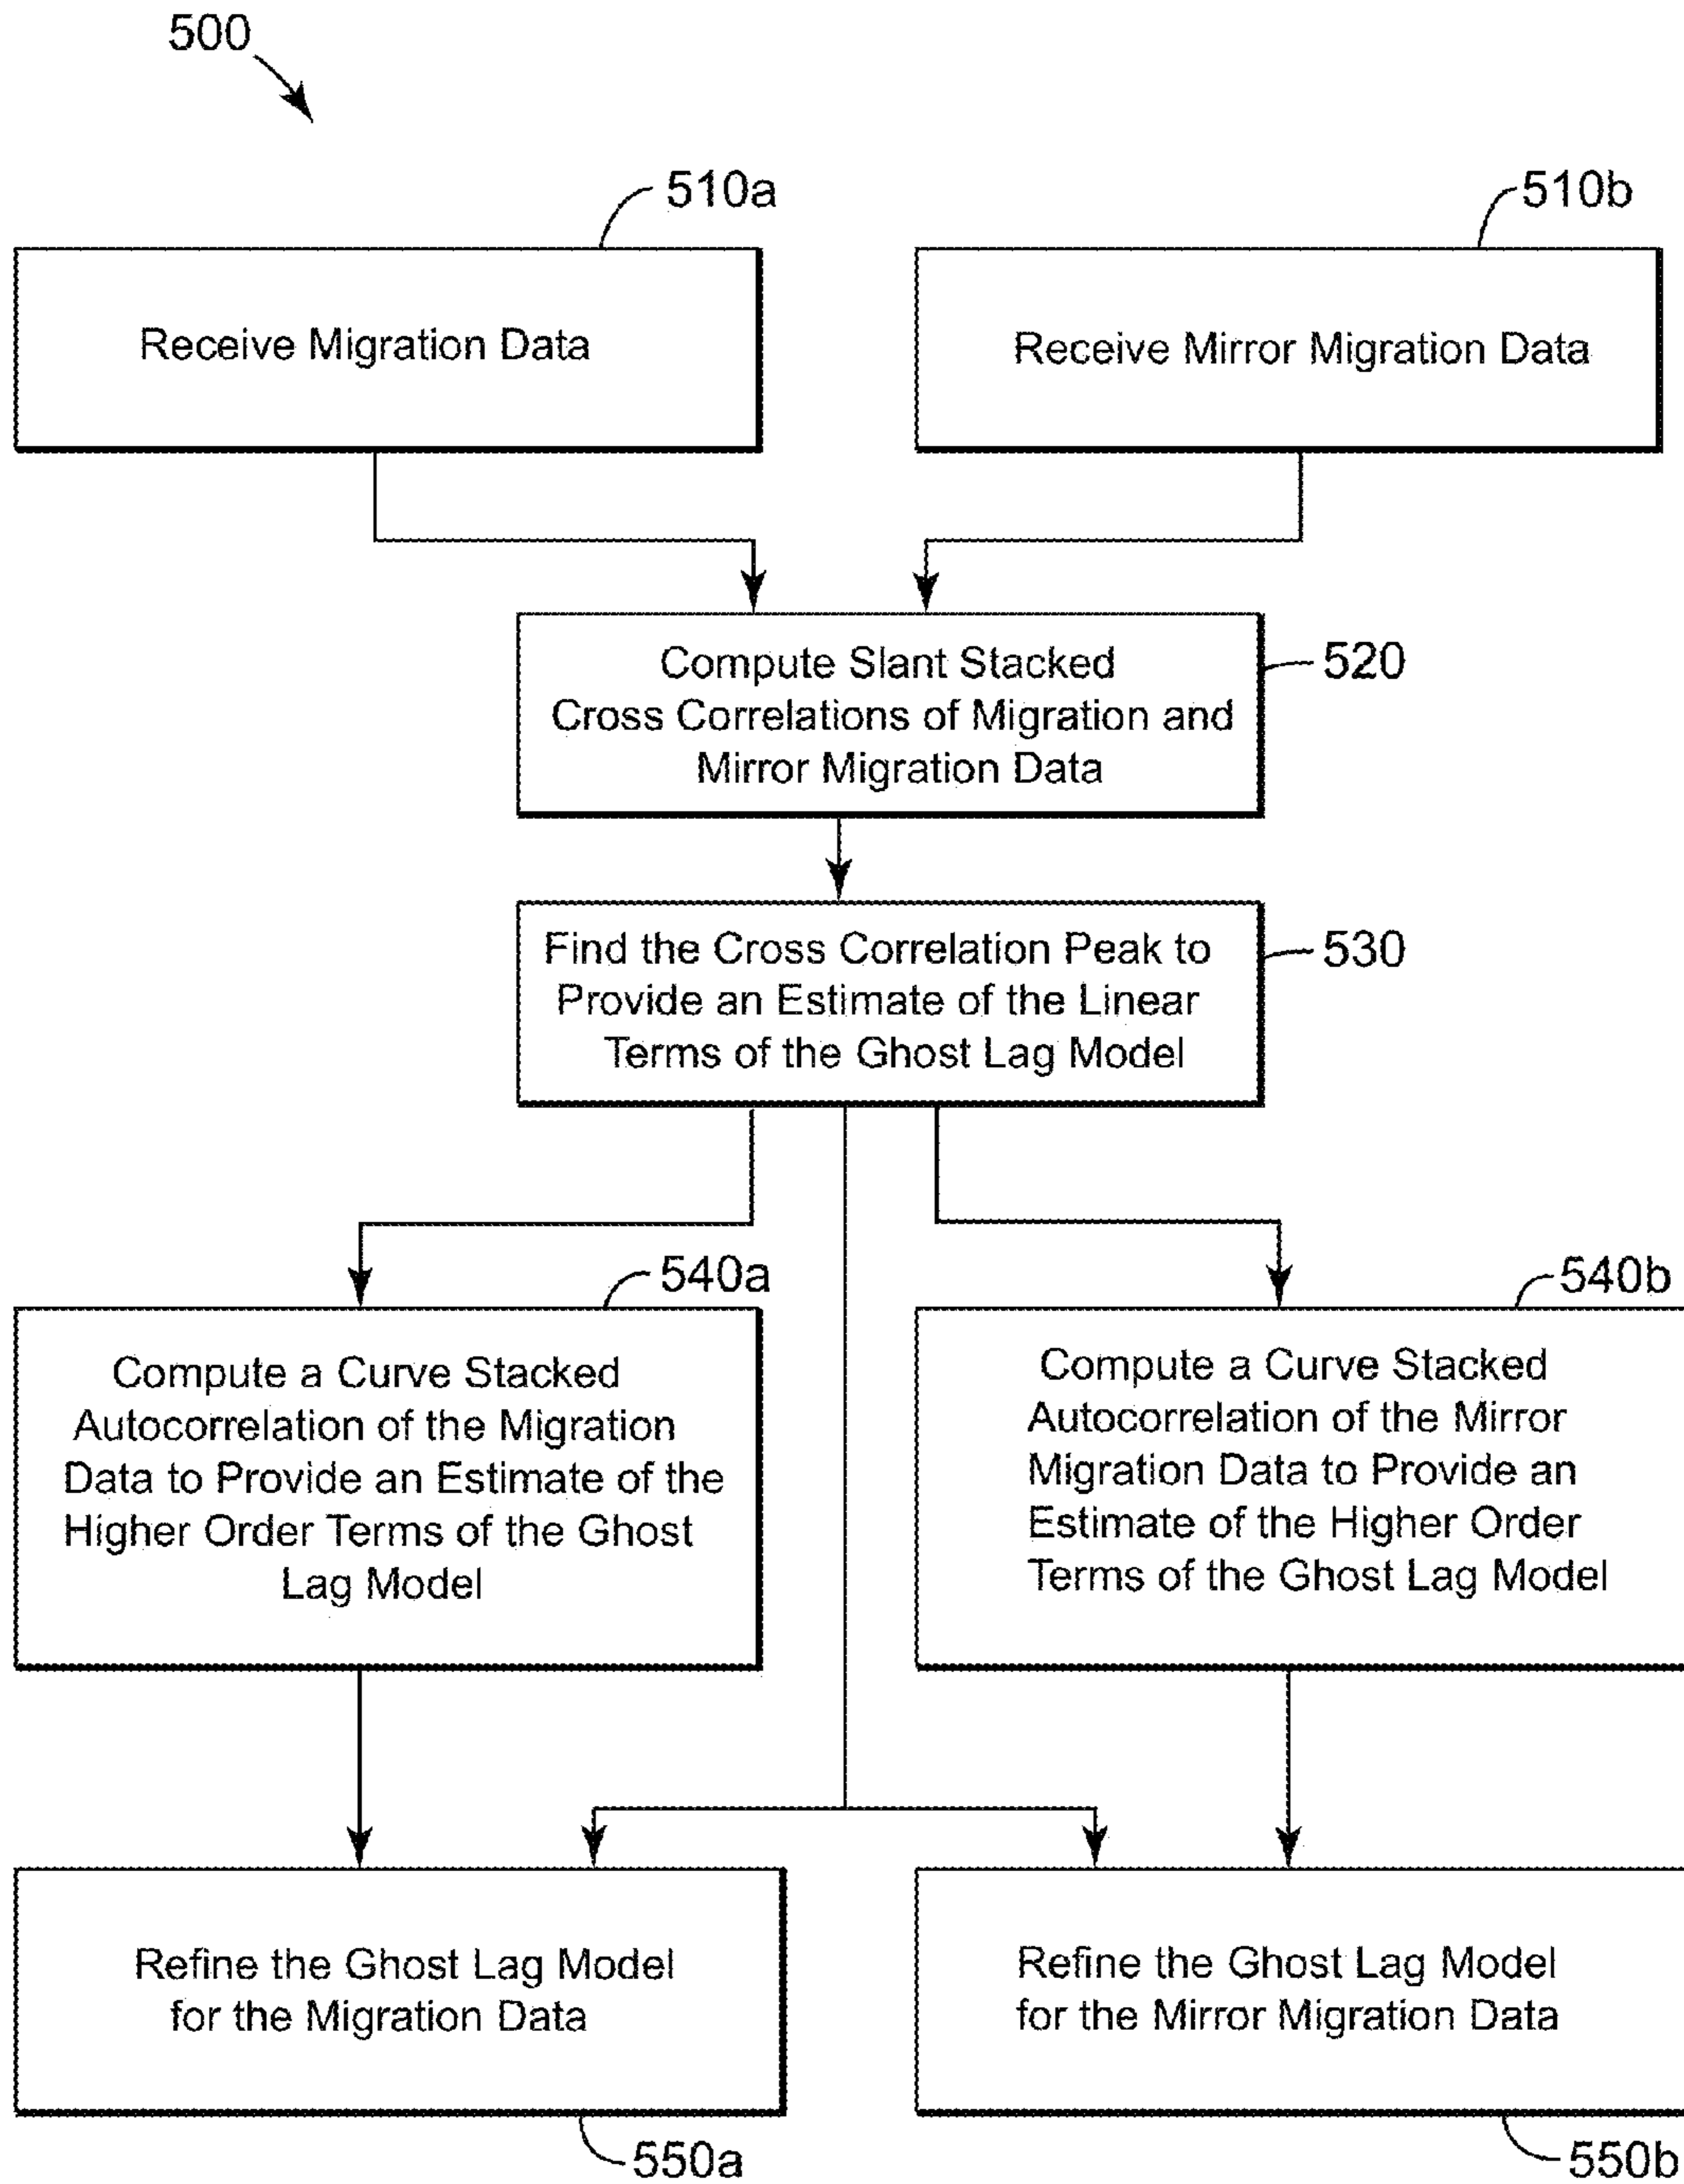 500
510a
510b
Receive Migration Data
Receive Mirror Migration Data
Compute Slant Stacked
Cross Correlations of Migration and
Mirror Migration Data
520
Find the Cross Correlation Peak to
Provide an Estimate of the Linear
Terms of the Ghost Lag Model
530
540a
540b
Compute a Curve Stacked
Autocorrelation of the Migration
Data to Provide an Estimate of the
Higher Order Terms of the Ghost
Lag Model
Compute a Curve Stacked
Autocorrelation of the Mirror
Migration Data to Provide an
Estimate of the Higher Order
Terms of the Ghost Lag Model
Refine the Ghost Lag Model
for the Migration Data
Refine the Ghost Lag Model
for the Mirror Migration Data
550a
550b